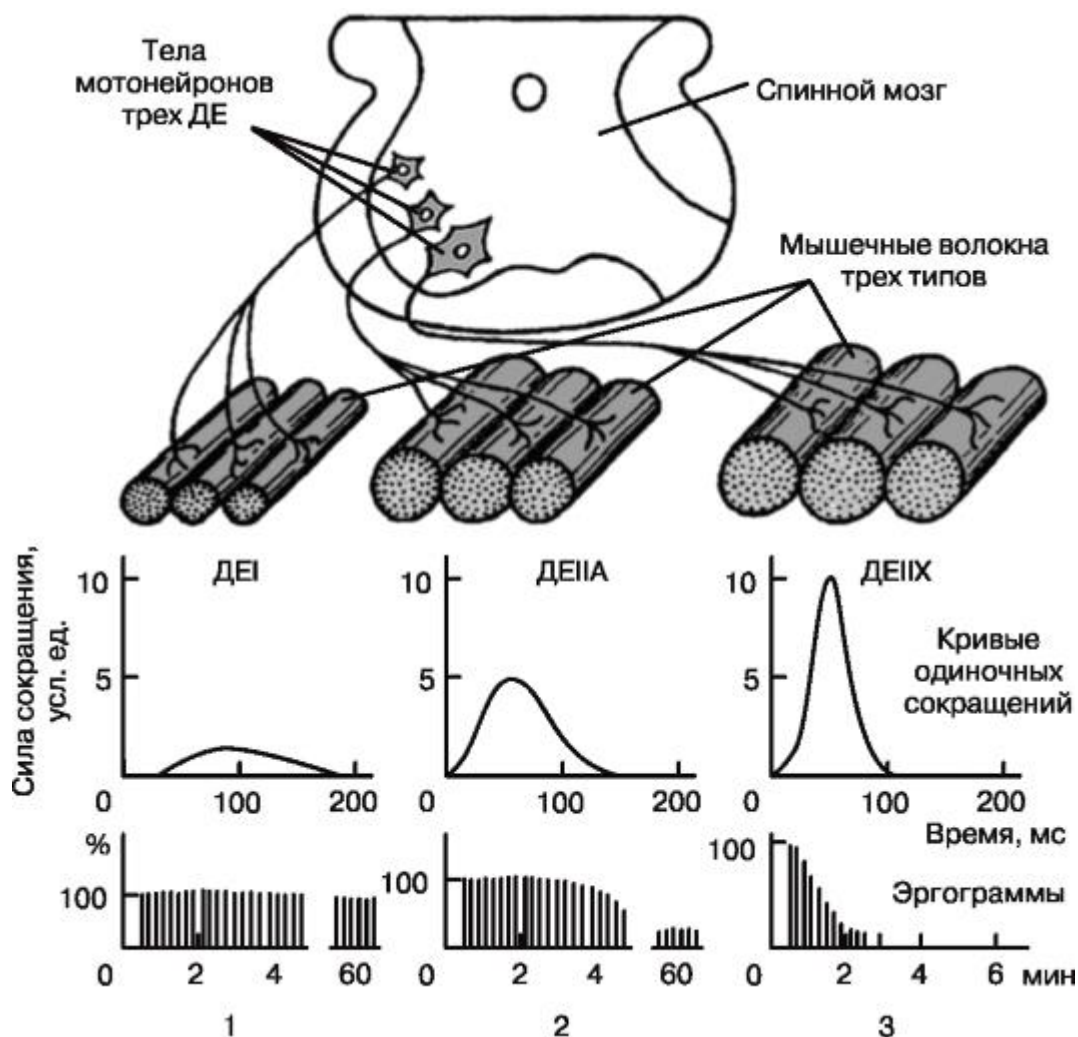 Тела
мотонейронов
трех ДЕ
Спинной мозг
Мышечные волокна
трех типов
Сила сокращения,
усл. ед.
10
5
0
100
200
ДЕI
10
5
0
100
200
ДЕIIA
10
5
0
100
200
ДЕIIX
Кривые
одиночных
сокращений
Время, мс
%
100
0
2
4
60
100
0
2
4
60
100
0
2
4
6
мин
Эргограммы
1
2
3